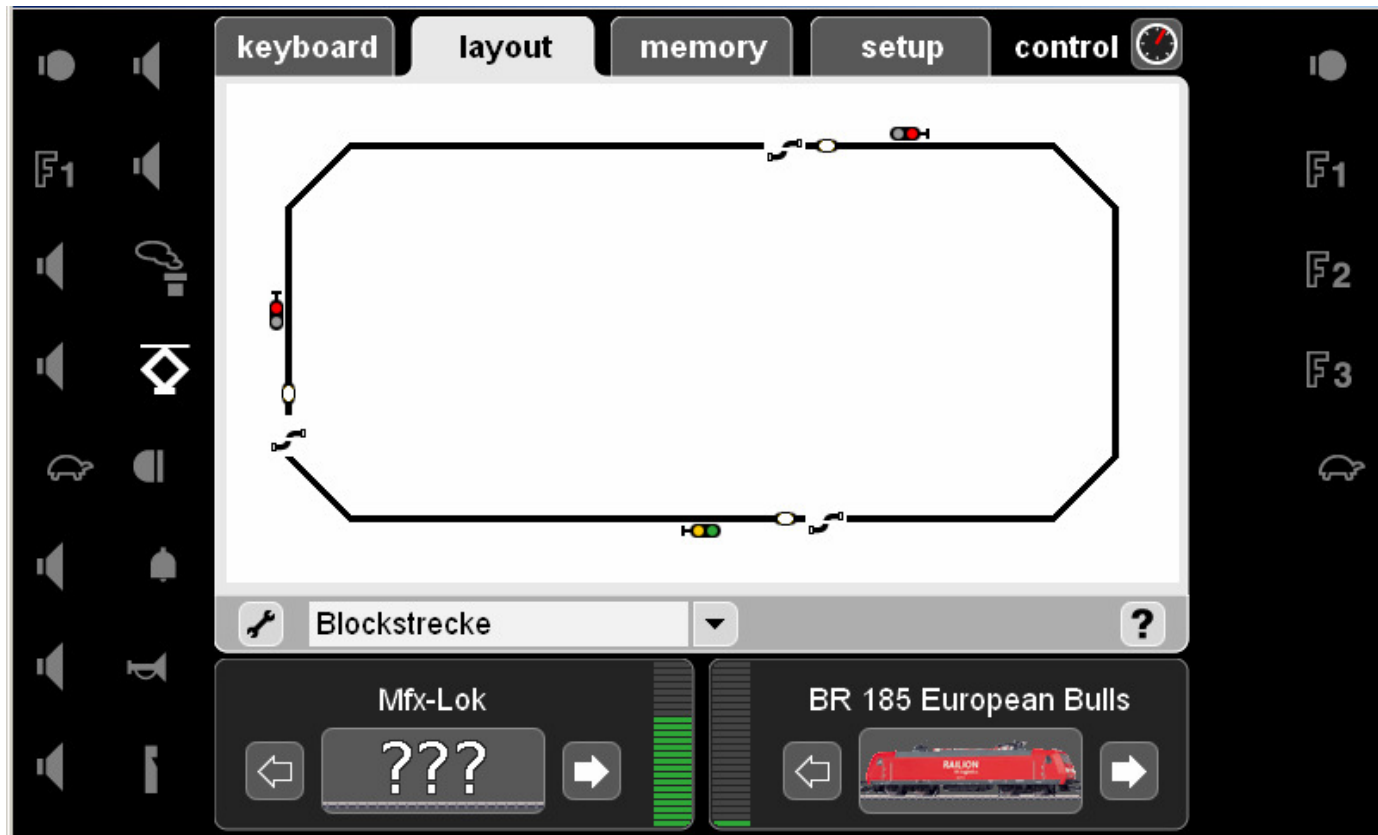 keyboard
layout
memory
setup
control
F1
F1
F2
F3
Blockstrecke
?
Mfx-Lok
???
BR 185 European Bulls
RAILION